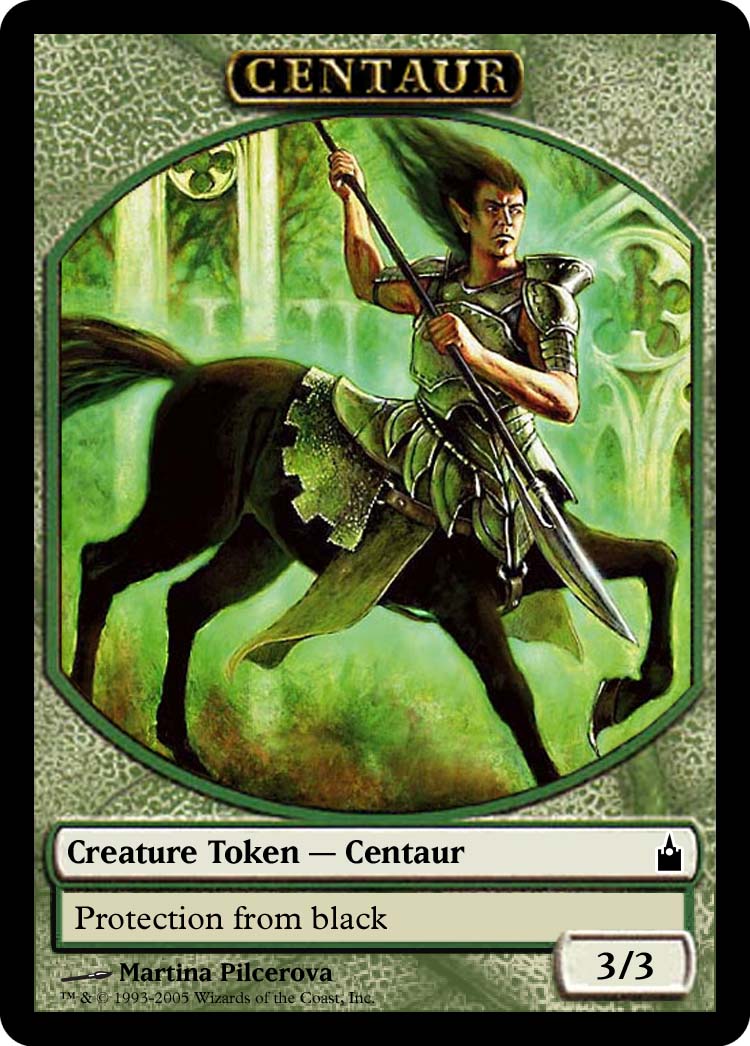 CENTAUR
Creature Token — Centaur
Protection from black
3/3
Martina Pilcerova
™ & © 1993-2005 Wizards of the Coast, Inc.